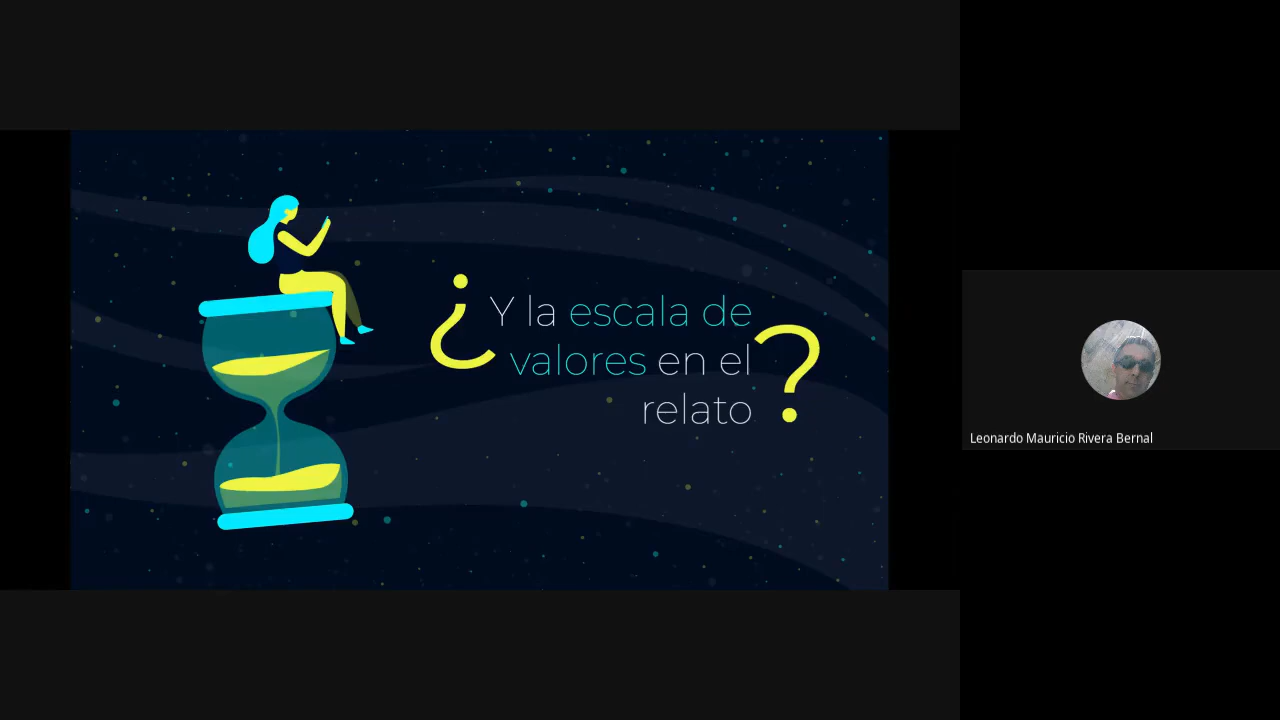 ¿Y la escala de
valores en el
relato?
Leonardo Mauricio Rivera Bernal